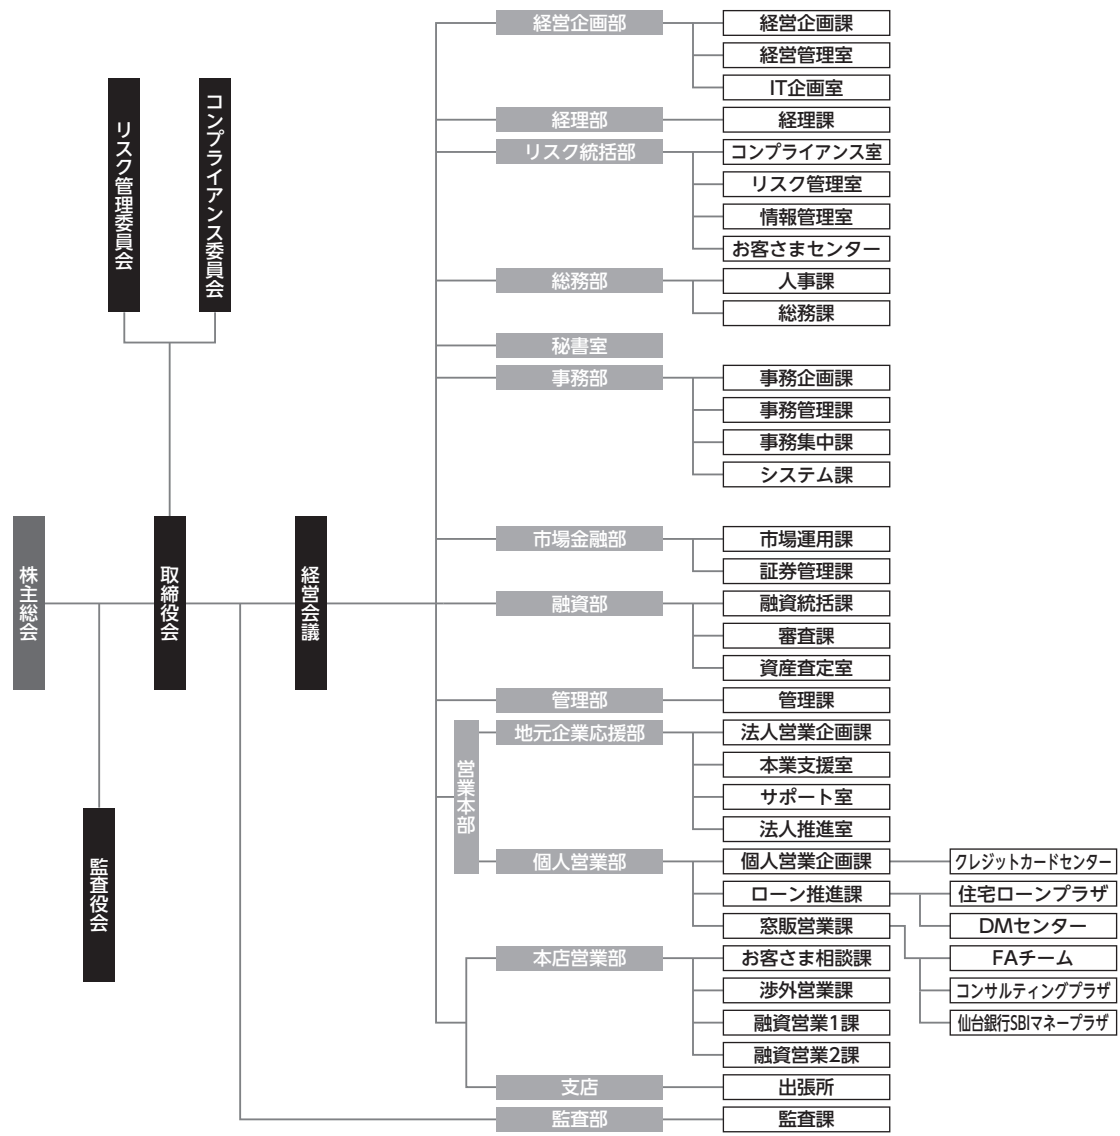 株主総会
監査役会
取締役会
リスク管理委員会
コンプライアンス委員会
経営会議
経営企画部
経営企画課
経営管理室
IT企画室
経理部
経理課
リスク統括部
コンプライアンス室
リスク管理室
情報管理室
お客さまセンター
総務部
人事課
総務課
秘書室
事務部
事務企画課
事務管理課
事務集中課
システム課
市場金融部
市場運用課
証券管理課
融資部
融資統括課
審査課
資産査定室
管理部
管理課
営業本部
地元企業応援部
法人営業企画課
本業支援室
サポート室
法人推進室
個人営業部
個人営業企画課
クレジットカードセンター
ローン推進課
住宅ローンプラザ
DMセンター
窓販営業課
FAチーム
コンサルティングプラザ
仙台銀行SBIマネープラザ
本店営業部
お客さま相談課
渉外営業課
融資営業1課
融資営業2課
支店
出張所
監査部
監査課